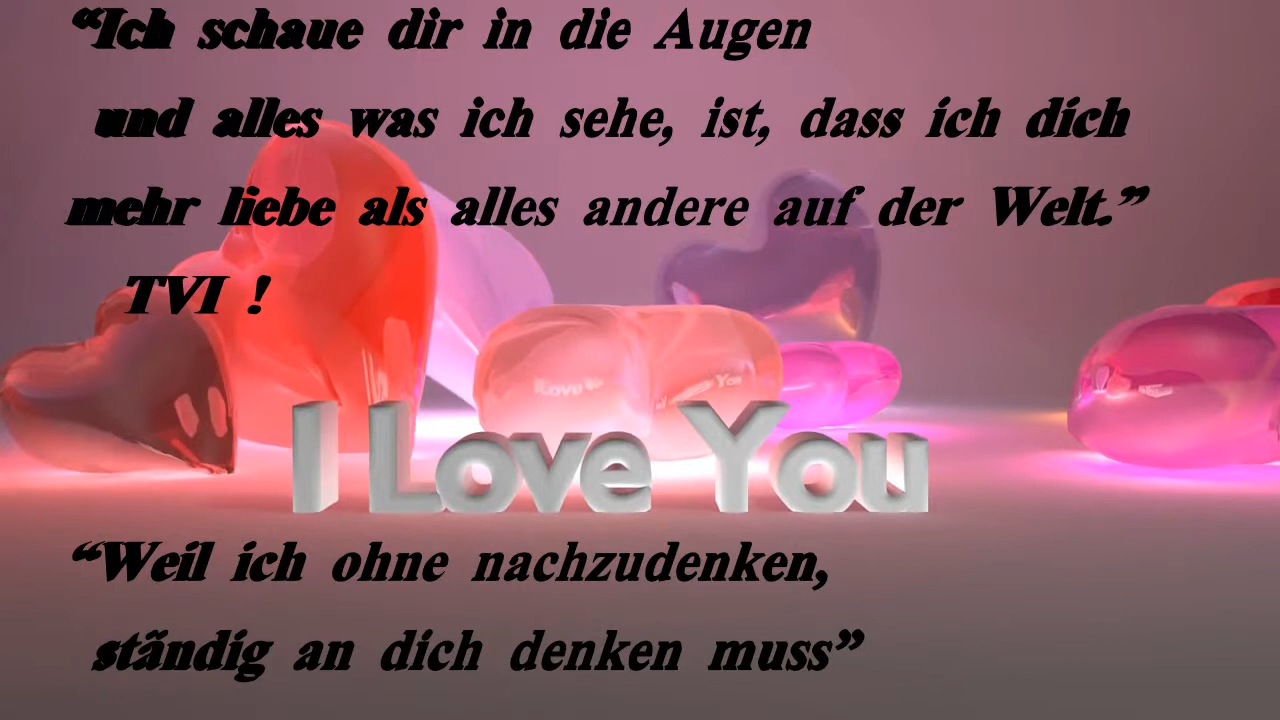 “Ich schaue dir in die Augen
und alles was ich sehe, ist, dass ich dich
mehr liebe als alles andere auf der Welt.”
TVI !
I Love You
“Weil ich ohne nachzudenken,
ständig an dich denken muss”